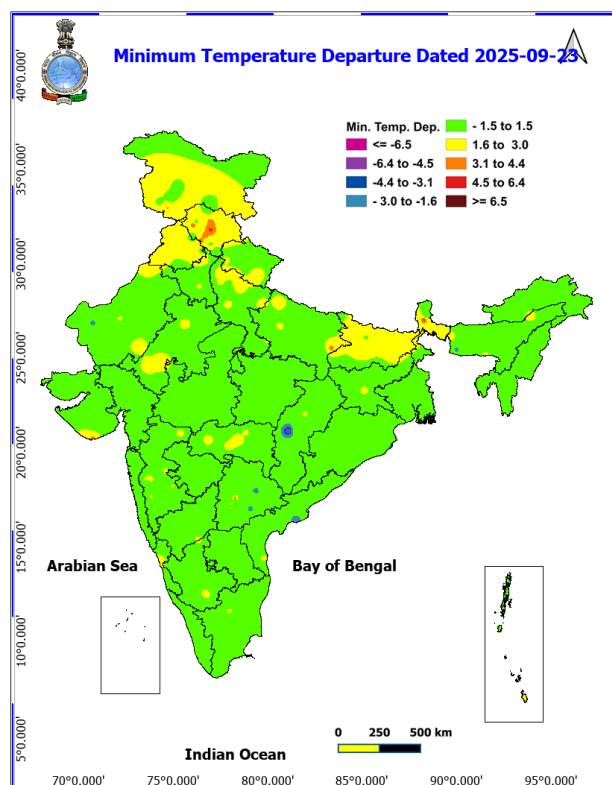 Minimum Temperature Departure Dated 2025-09-23
Min. Temp. Dep.
<= -6.5
-6.4 to -4.5
-4.4 to -3.1
- 3.0 to -1.6
- 1.5 to 1.5
1.6 to 3.0
3.1 to 4.4
4.5 to 6.4
>= 6.5
40°0.000'
35°0.000'
30°0.000'
25°0.000'
20°0.000'
15°0.000'
10°0.000'
5°0.000'
Arabian Sea
Bay of Bengal
Indian Ocean
0 250 500 km
70°0.000' 75°0.000' 80°0.000' 85°0.000' 90°0.000' 95°0.000'